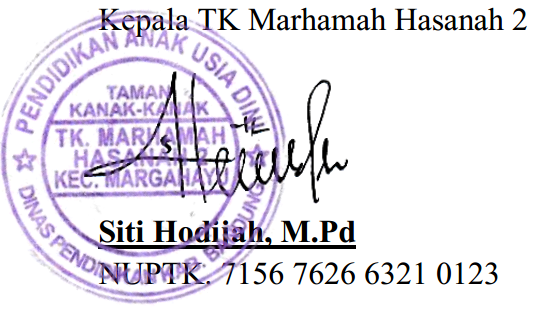 Kepala TK Marhamah Hasanah 2
PENDIDIKAN ANAK USIA DINI
TAMAN
KANAK-KANAK
TK. MARHAMAH
HASANAH 2
KEC. MARGAHAYU
DINAS PENDIDIKAN KAB. BANDUNG
Siti Hodijah, M.Pd
NUPTK. 7156 7626 6321 0123